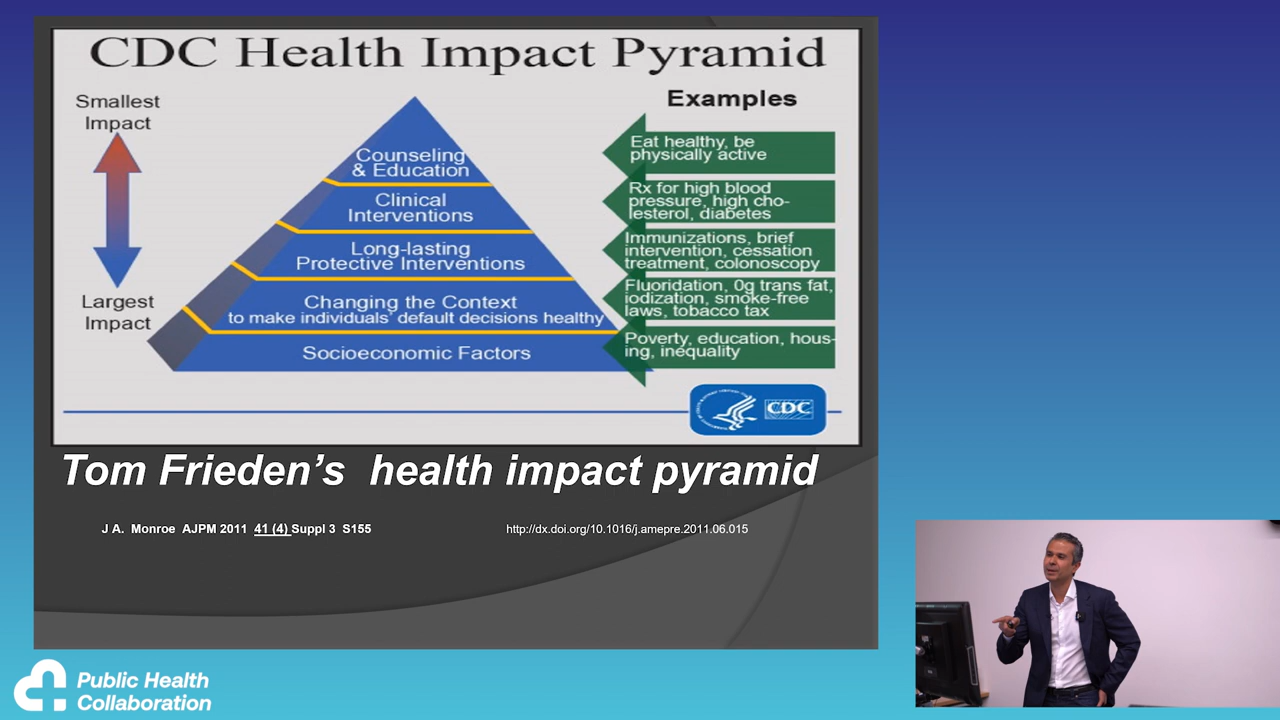 CDC Health Impact Pyramid
Smallest
Impact
Largest
Impact
Counseling
& Education
Clinical
Interventions
Long-lasting
Protective Interventions
Changing the Context
to make individuals' default decisions healthy
Socioeconomic Factors
Examples
Eat healthy, be
physically active
Rx for high blood
pressure, high cho-
lesterol, diabetes
Immunizations, brief
intervention, cessation
treatment, colonoscopy
Fluoridation, 0g trans fat,
iodization, smoke-free
laws, tobacco tax
Poverty, education, hous-
ing, inequality
CDC
Tom Frieden’s health impact pyramid
J A. Monroe AJPM 2011 41 (4) Suppl 3 S155
http://dx.doi.org/10.1016/j.amepre.2011.06.015
Public Health
Collaboration